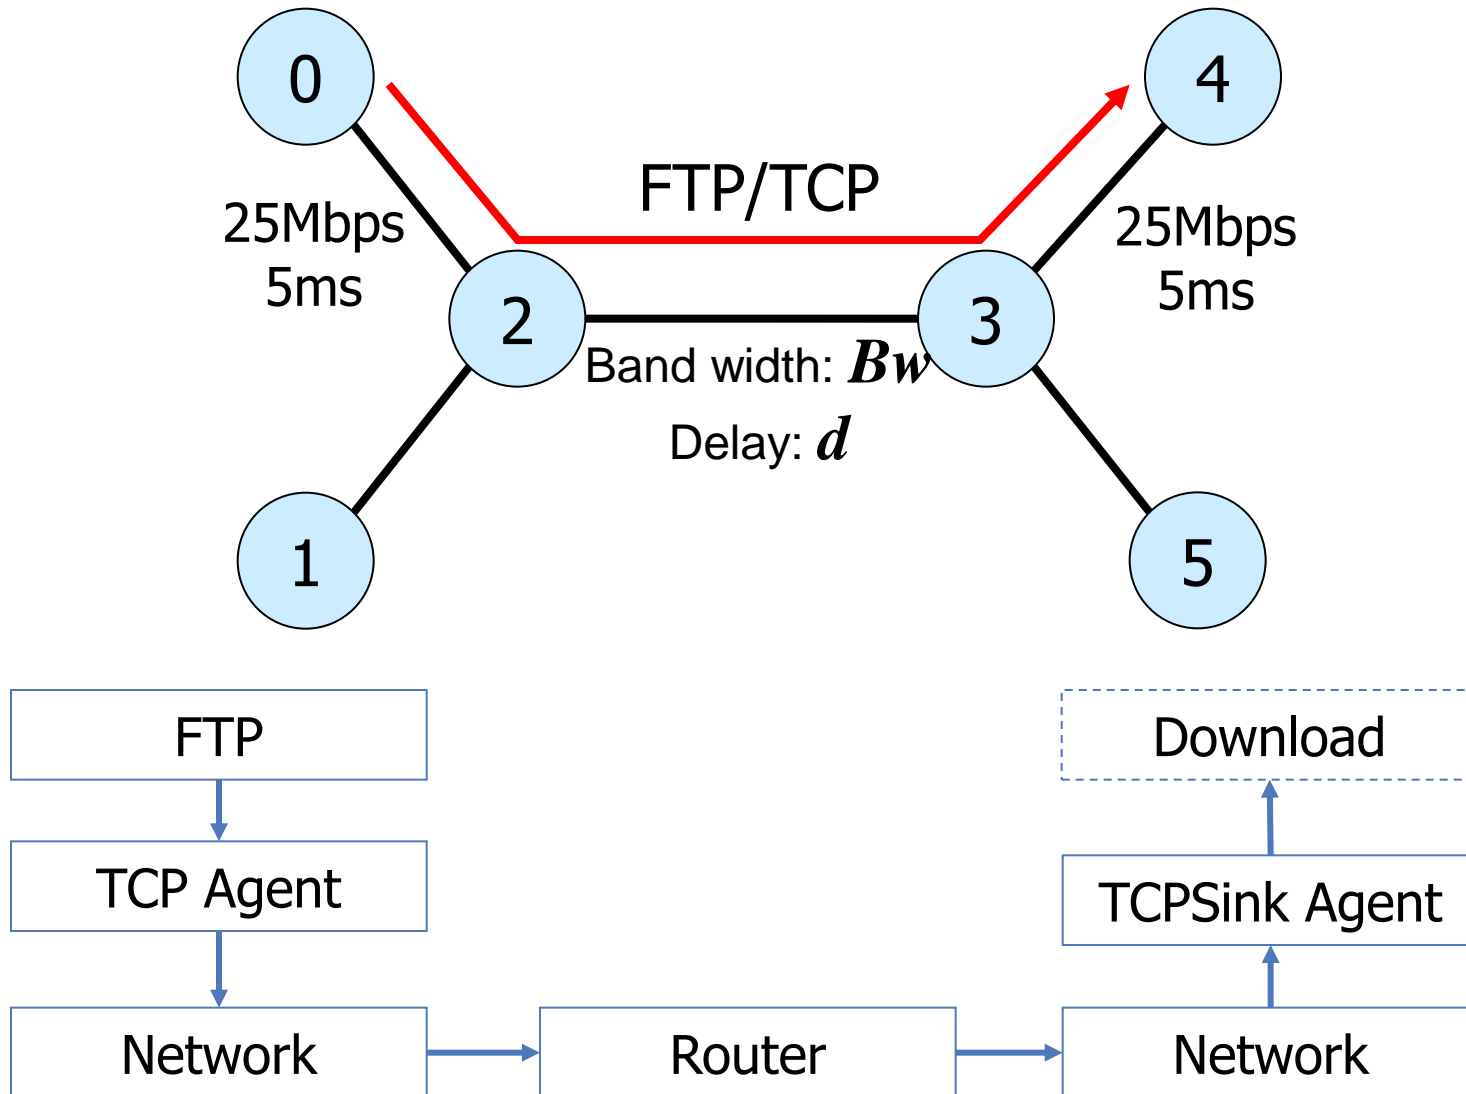 0
4
FTP/TCP
25Mbps
5ms
25Mbps
5ms
2
3
Band width: Bw
Delay: d
1
5
FTP
Download
TCP Agent
TCPSink Agent
Network
Router
Network